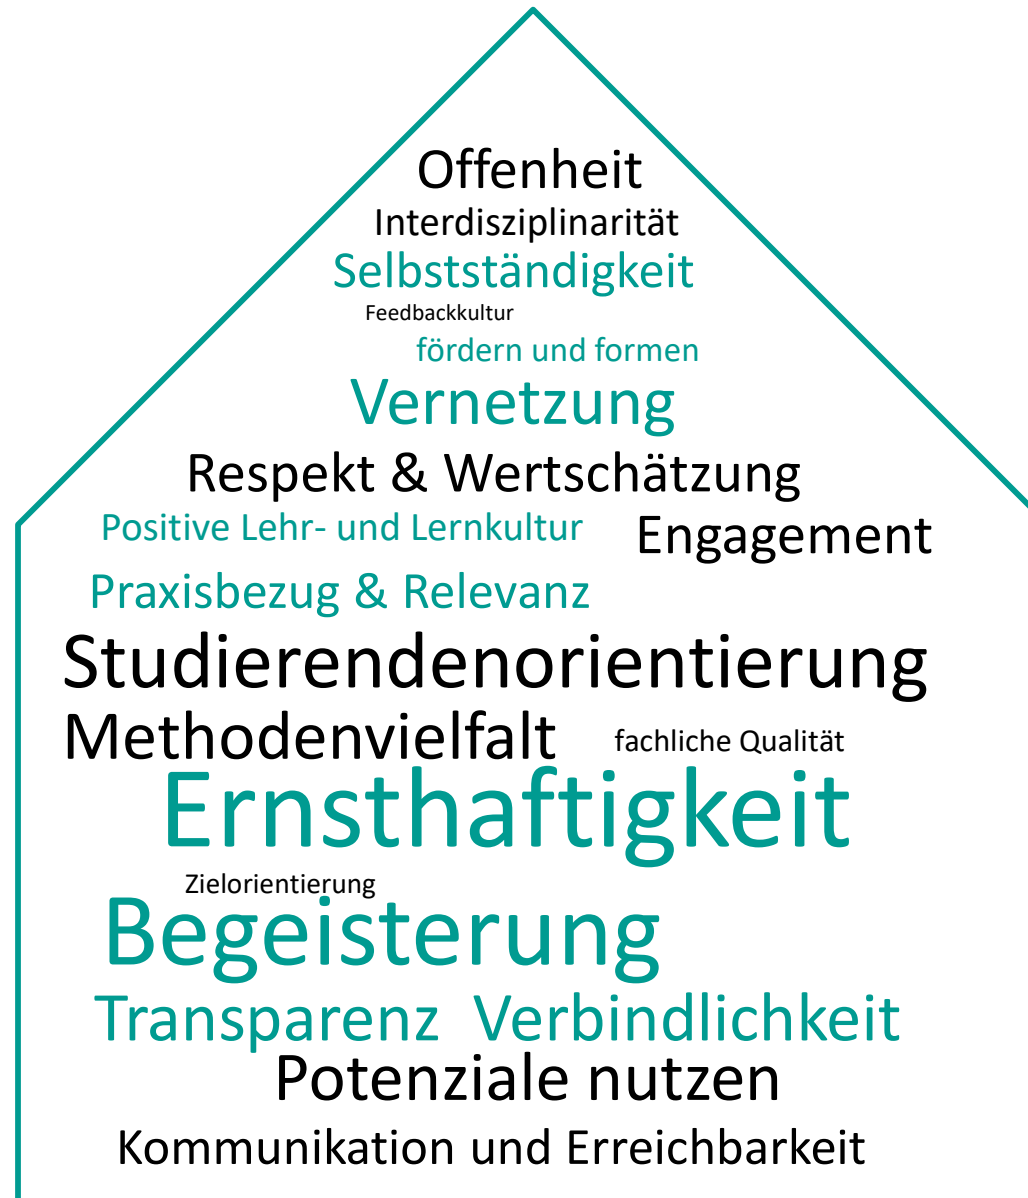 Offenheit
Interdisziplinarität
Selbstständigkeit
Feedbackkultur
fördern und formen
Vernetzung
Respekt & Wertschätzung
Positive Lehr- und Lernkultur
Engagement
Praxisbezug & Relevanz
Studierendenorientierung
Methodenvielfalt
fachliche Qualität
Ernsthaftigkeit
Zielorientierung
Begeisterung
Transparenz Verbindlichkeit
Potenziale nutzen
Kommunikation und Erreichbarkeit